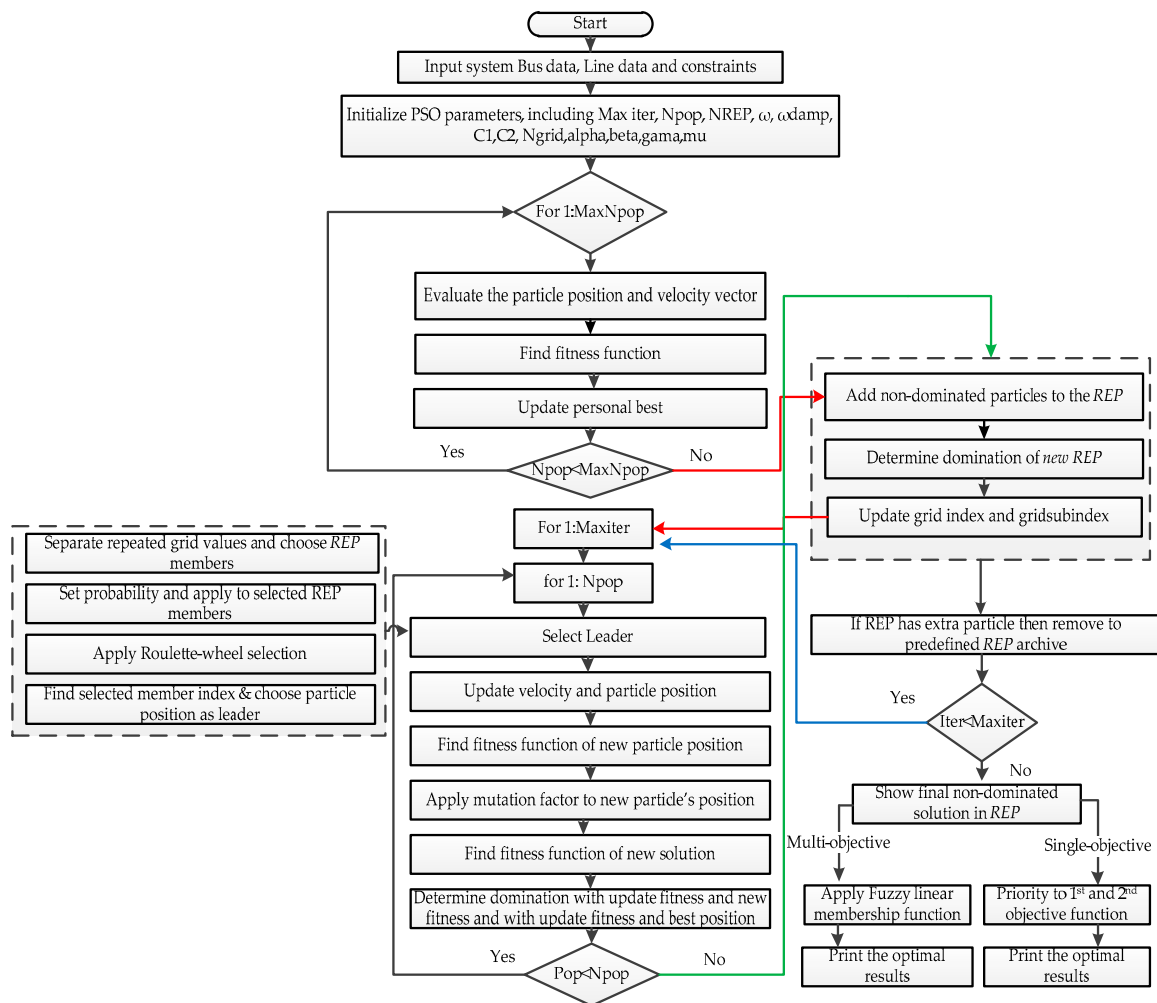 Start
Input system Bus data, Line data and constraints
Initialize PSO parameters, including Max iter, Npop, NREP, ω, ωdamp,
C1,C2, Ngrid,alpha,beta,gama,mu
For 1:MaxNpop
Evaluate the particle position and velocity vector
Find fitness function
Update personal best
Yes
Npop<MaxNpop
No
Add non-dominated particles to the REP
Determine domination of new REP
Update grid index and gridsubindex
For 1:Maxiter
for 1: Npop
Separate repeated grid values and choose REP
members
Set probability and apply to selected REP
members
Apply Roulette-wheel selection
Find selected member index & choose particle
position as leader
Select Leader
Update velocity and particle position
Find fitness function of new particle position
Apply mutation factor to new particle's position
Find fitness function of new solution
Determine domination with update fitness and new
fitness and with update fitness and best position
Yes
Pop<Npop
No
If REP has extra particle then remove to
predefined REP archive
Yes
Iter<Maxiter
No
Show final non-dominated
solution in REP
Multi-objective
Single-objective
Apply Fuzzy linear
membership function
Priority to 1st and 2nd
objective function
Print the optimal
results
Print the optimal
results